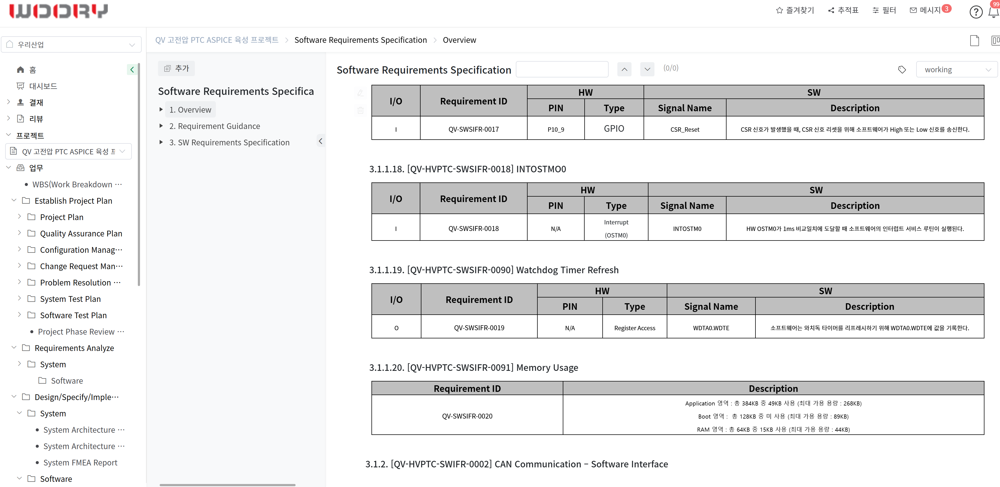 WOORY
즐겨찾기
추적표
필터
메시지 3
?
99
우리산업
홈
대시보드
결재
리뷰
프로젝트
QV 고전압 PTC ASPICE 육성 프
업무
WBS(Work Breakdown ···
Establish Project Plan
Project Plan
Quality Assurance Plan
Configuration Manag···
Change Request Man···
Problem Resolution ···
System Test Plan
Software Test Plan
Project Phase Review ···
Requirements Analyze
System
Software
Design/Specify/Imple···
System
System Architecture ···
System Architecture ···
System FMEA Report
Software
QV 고전압 PTC ASPICE 육성 프로젝트 > Software Requirements Specification > Overview
추가
Software Requirements Specifica
1. Overview
2. Requirement Guidance
3. SW Requirements Specification
Software Requirements Specification
(0/0)
working
I/O Requirement ID HW SW
PIN Type Signal Name Description
I QV-SWSIFR-0017 P10_9 GPIO CSR_Reset CSR 신호가 발생했을 때, CSR 신호 리셋을 위해 소프트웨어가 High 또는 Low 신호를 송신한다.
3.1.1.18. [QV-HVPTC-SWSIFR-0018] INTOSTMO0
I/O Requirement ID HW SW
PIN Type Signal Name Description
I QV-SWSIFR-0018 N/A Interrupt
(OSTM0) INTOSTM0 HW OSTM0가 1ms 비교일치에 도달할 때 소프트웨어의 인터럽트 서비스 루틴이 실행된다.
3.1.1.19. [QV-HVPTC-SWSIFR-0090] Watchdog Timer Refresh
I/O Requirement ID HW SW
PIN Type Signal Name Description
O QV-SWSIFR-0019 N/A Register Access WDTA0.WDTE 소프트웨어는 와치독 타이머를 리프레시하기 위해 WDTA0.WDTE에 값을 기록한다.
3.1.1.20. [QV-HVPTC-SWSIFR-0091] Memory Usage
Requirement ID Description
QV-SWSIFR-0020
Application 영역 : 총 384KB 중 49KB 사용 (최대 가용 용량 : 268KB)
Boot 영역 : 총 128KB 중 미 사용 (최대 가용 용량 : 89KB)
RAM 영역 : 총 64KB 중 15KB 사용 (최대 가용 용량 : 44KB)
3.1.2. [QV-HVPTC-SWIFR-0002] CAN Communication – Software Interface